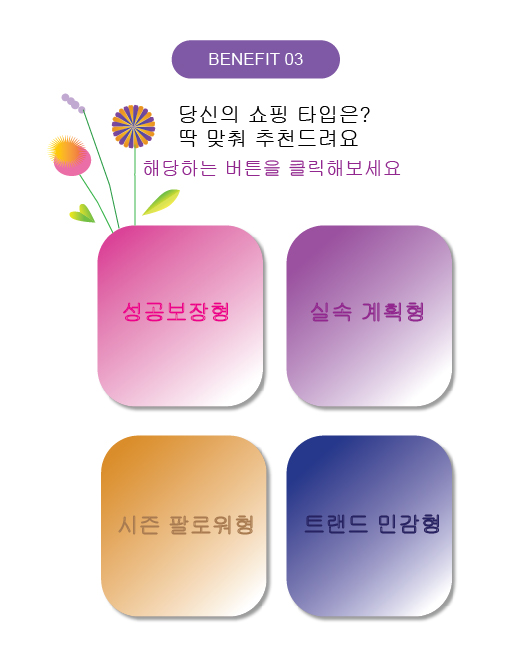 BENEFIT 03
당신의 쇼핑 타입은?
딱 맞춰 추천드려요
해당하는 버튼을 클릭해보세요
성공보장형
실속 계획형
시즌 팔로워형
트랜드 민감형